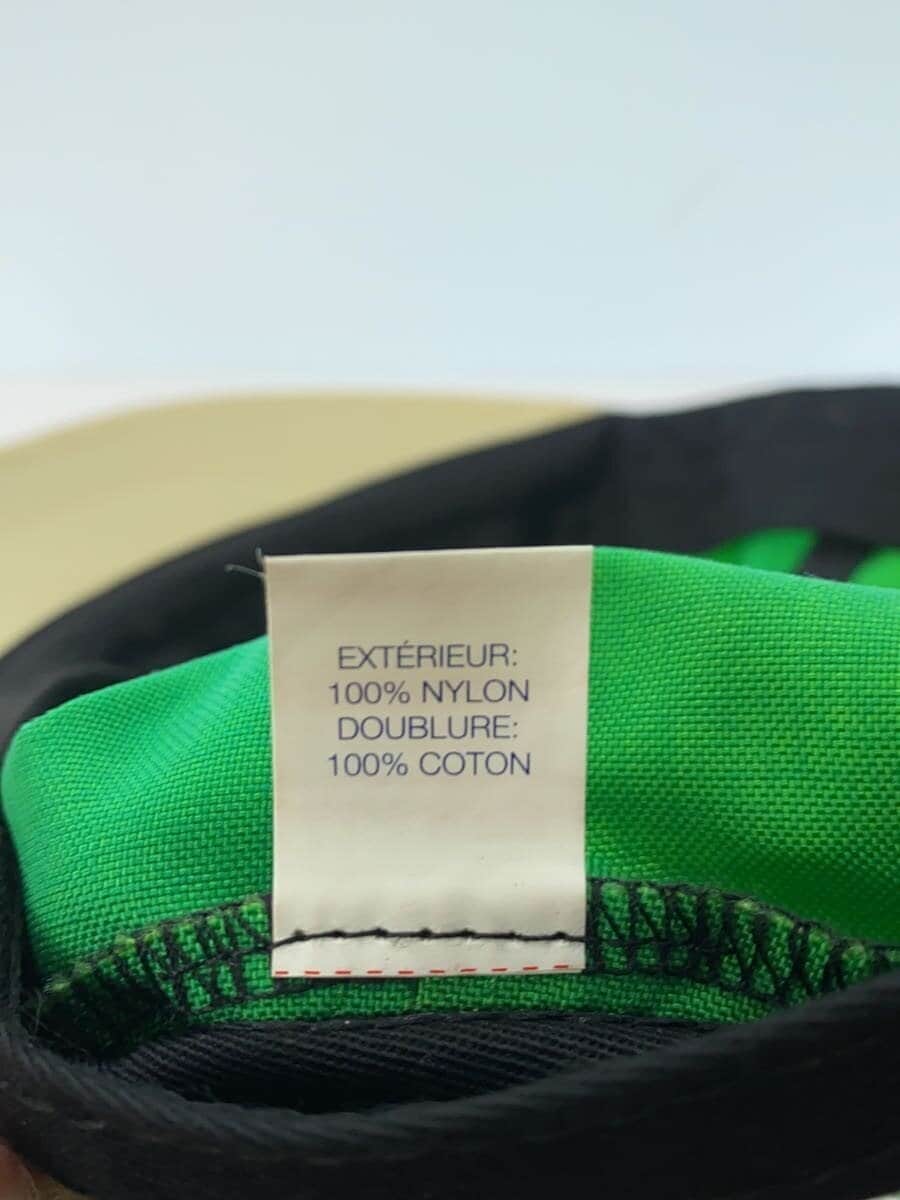 EXTÉRIEUR:
100% NYLON
DOUBLURE:
100% COTON